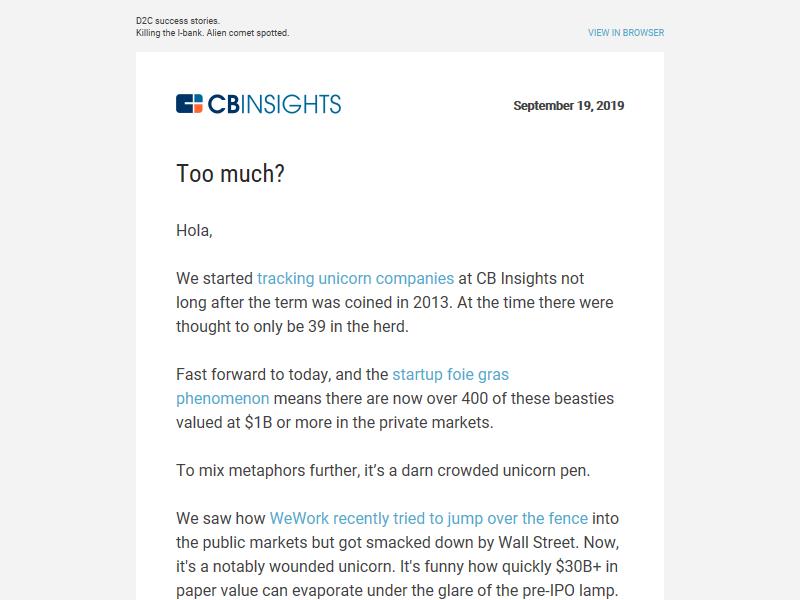 D2C success stories.
Killing the I-bank. Alien comet spotted.
VIEW IN BROWSER
CBINSIGHTS
September 19, 2019
Too much?
Hola,
We started tracking unicorn companies at CB Insights not
long after the term was coined in 2013. At the time there were
thought to only be 39 in the herd.
Fast forward to today, and the startup foie gras
phenomenon means there are now over 400 of these beasties
valued at $1B or more in the private markets.
To mix metaphors further, it’s a darn crowded unicorn pen.
We saw how WeWork recently tried to jump over the fence into
the public markets but got smacked down by Wall Street. Now,
it's a notably wounded unicorn. It's funny how quickly $30B+ in
paper value can evaporate under the glare of the pre-IPO lamp.